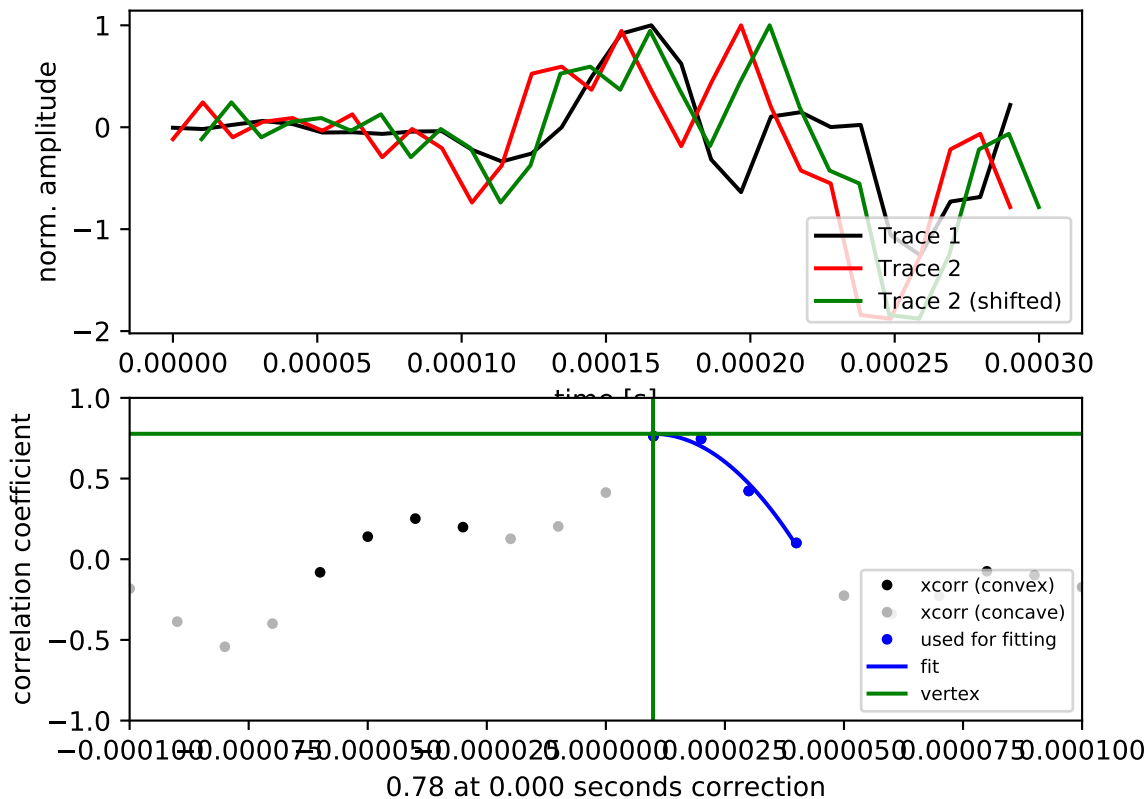 1
0
−1
−2
norm. amplitude
Trace 1
Trace 2
Trace 2 (shifted)
0.00000 0.00005 0.00010 0.00015 0.00020 0.00025 0.00030
time [s]
1.0
0.5
0.0
−0.5
−1.0
correlation coefficient
xcorr (convex)
xcorr (concave)
used for fitting
fit
vertex
−0.000100 −0.000075 −0.000050 −0.000025 0.000000 0.000025 0.000050 0.000075 0.000100
0.78 at 0.000 seconds correction